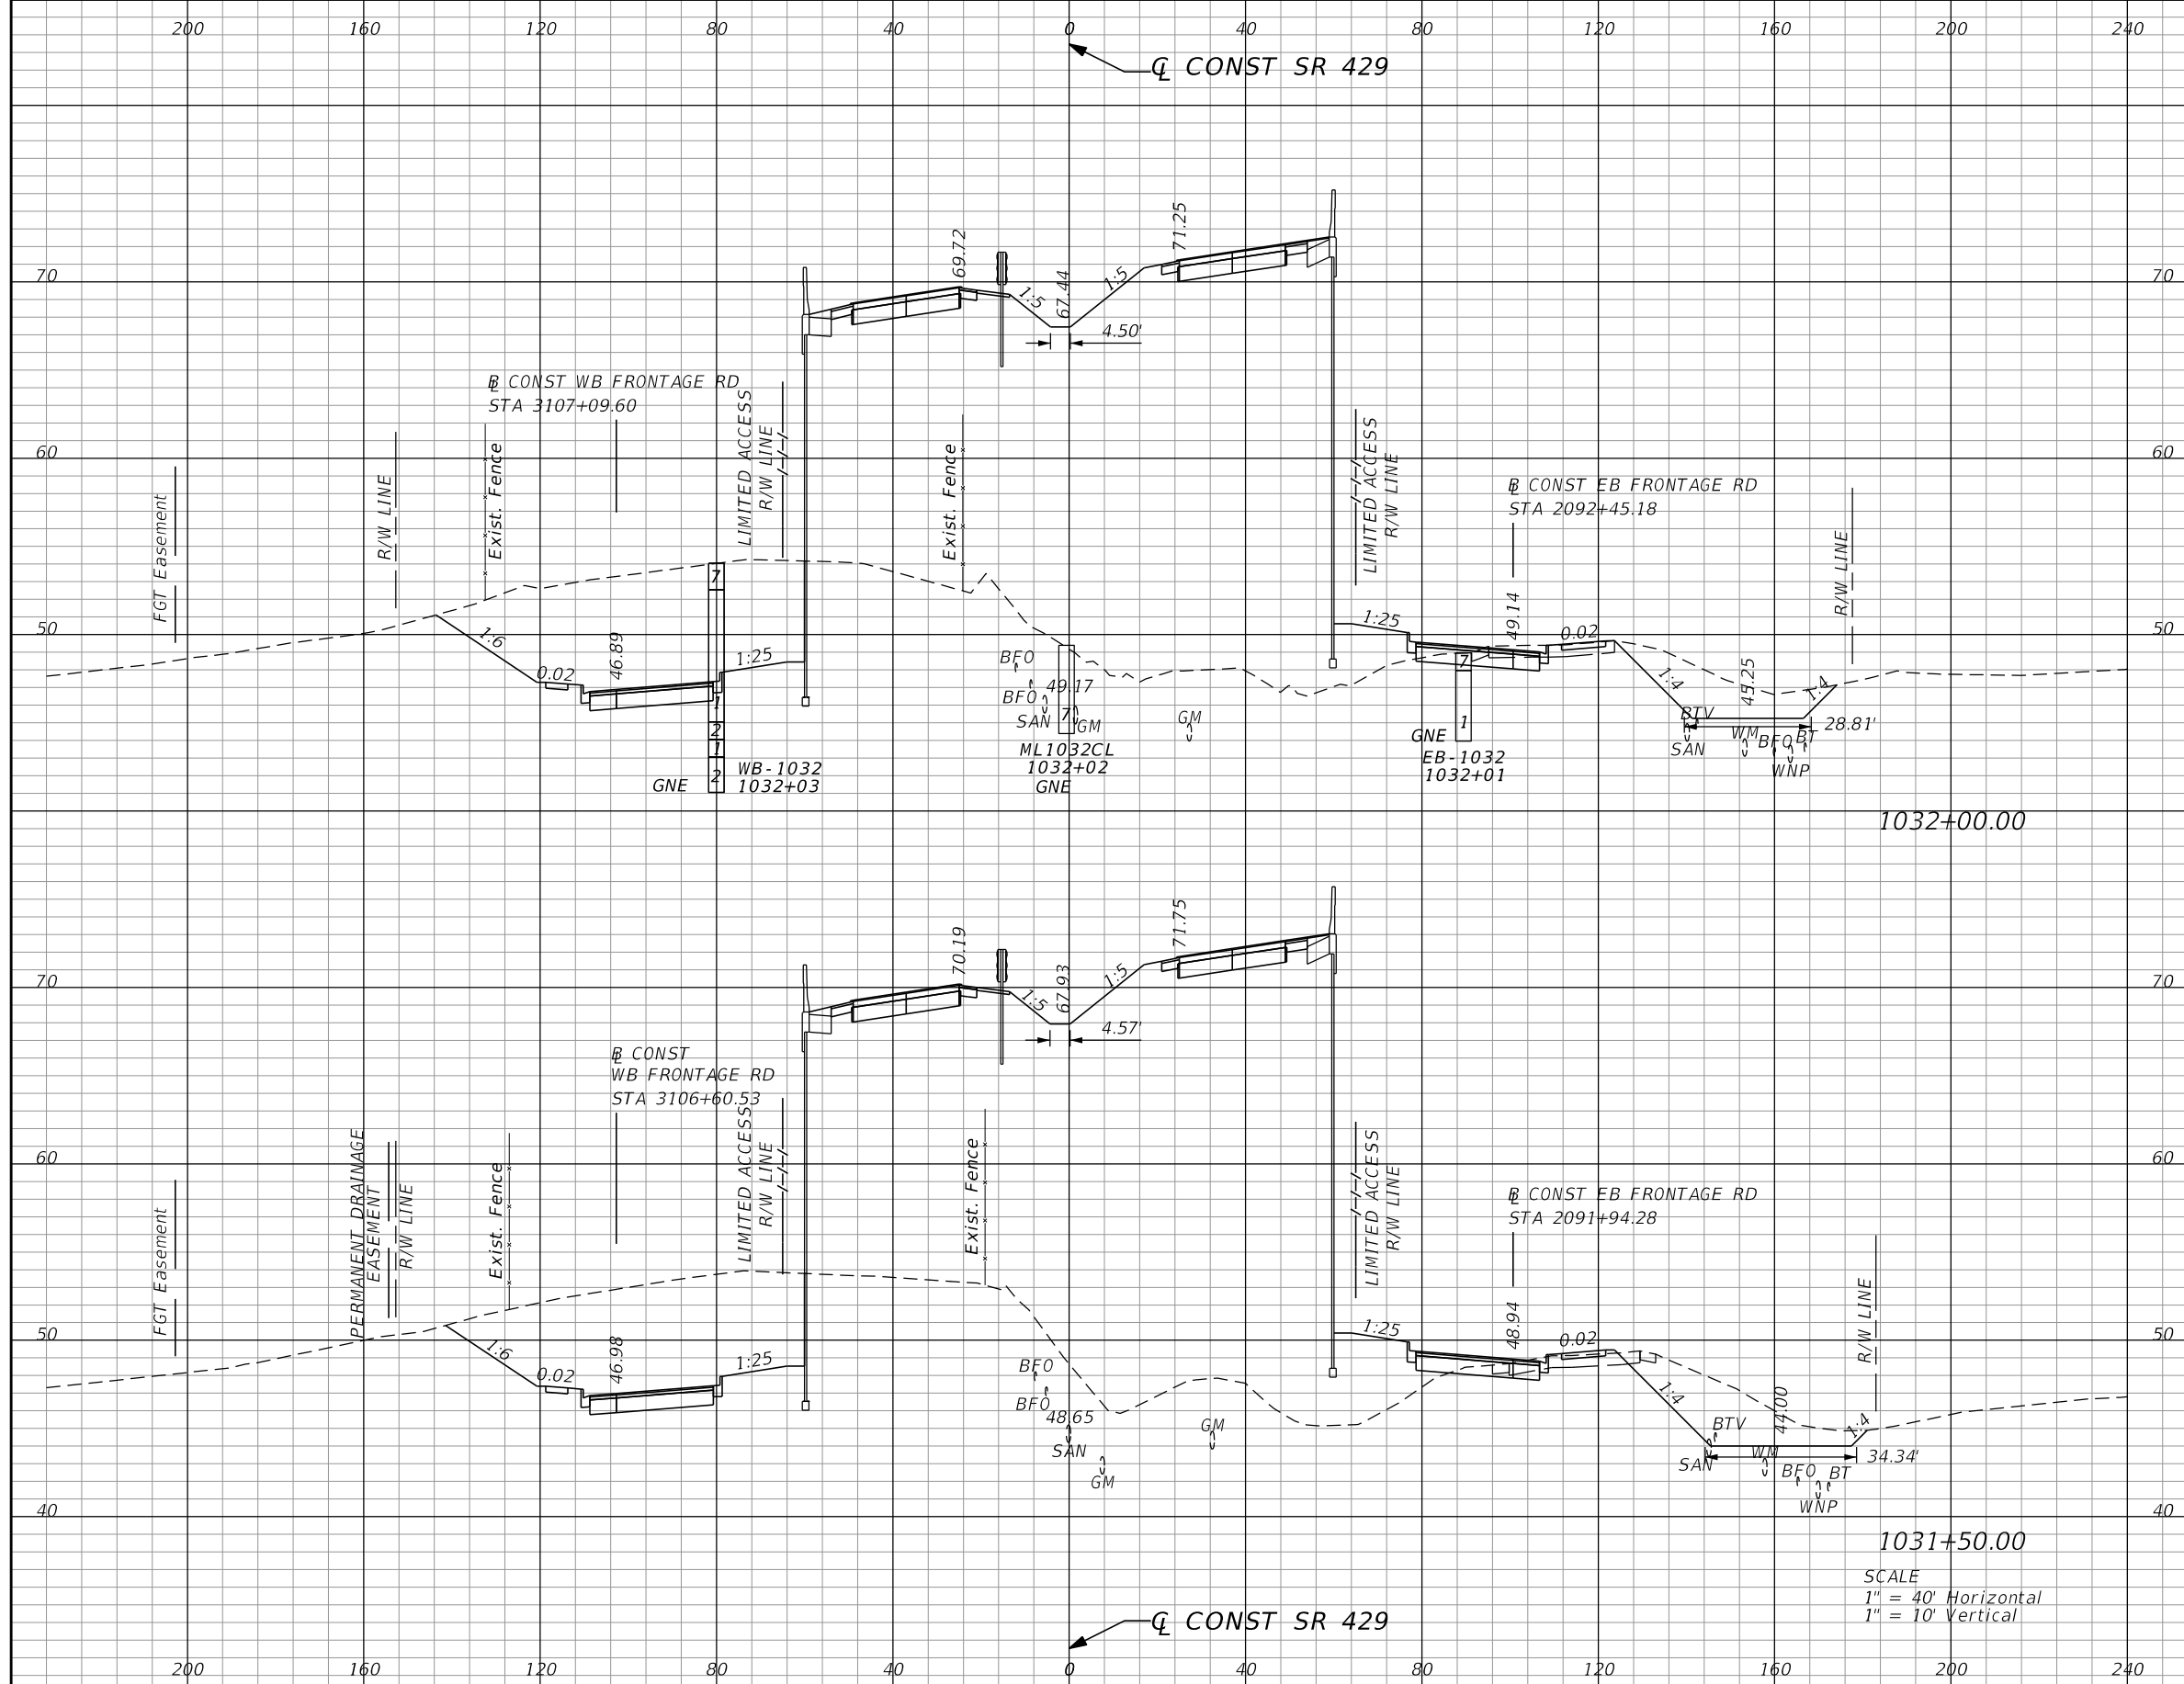 200 160 120 80 40 0 40 80 120 160 200 240
℄ CONST SR 429
71.25
69.72
70 70
1:5 67.44 1:5
4.50'
℄ CONST WB FRONTAGE RD
STA 3107+09.60
LIMITED ACCESS
R/W LINE
LIMITED ACCESS
R/W LINE
60 60
FGT Easement
R/W LINE
Exist. Fence
Exist. Fence
B CONST EB FRONTAGE RD
STA 2092+45.18
R/W LINE
50 50
1:6
0.02
46.89
1:25
7
1
2
1
2
GNE
WB-1032
1032+03
BFO
BFO
49.17
SAN
7
GM
ML1032CL
1032+02
GNE
GM
1:25
49.14
0.02
7
1
GNE
EB-1032
1032+01
1:4
45.25
1:4
BTV
28.81'
SAN
WM
BFO
BT
WNP
1032+00.00
71.75
70.19
70 70
1:5 67.93 1:5
4.57'
B CONST
WB FRONTAGE RD
STA 3106+60.53
LIMITED ACCESS
R/W LINE
LIMITED ACCESS
R/W LINE
60 60
FGT Easement
PERMANENT DRAINAGE
EASEMENT
R/W LINE
Exist. Fence
Exist. Fence
B CONST EB FRONTAGE RD
STA 2091+94.28
R/W LINE
50 50
1:6
0.02
46.98
1:25
BFO
BFO
48.65
SAN
GM
GM
1:25
48.94
0.02
1:4
44.00
1:4
BTV
34.34'
SAN
WM
BFO
BT
WNP
40 40
1031+50.00
SCALE
1" = 40' Horizontal
1" = 10' Vertical
℄ CONST SR 429
200 160 120 80 40 0 40 80 120 160 200 240